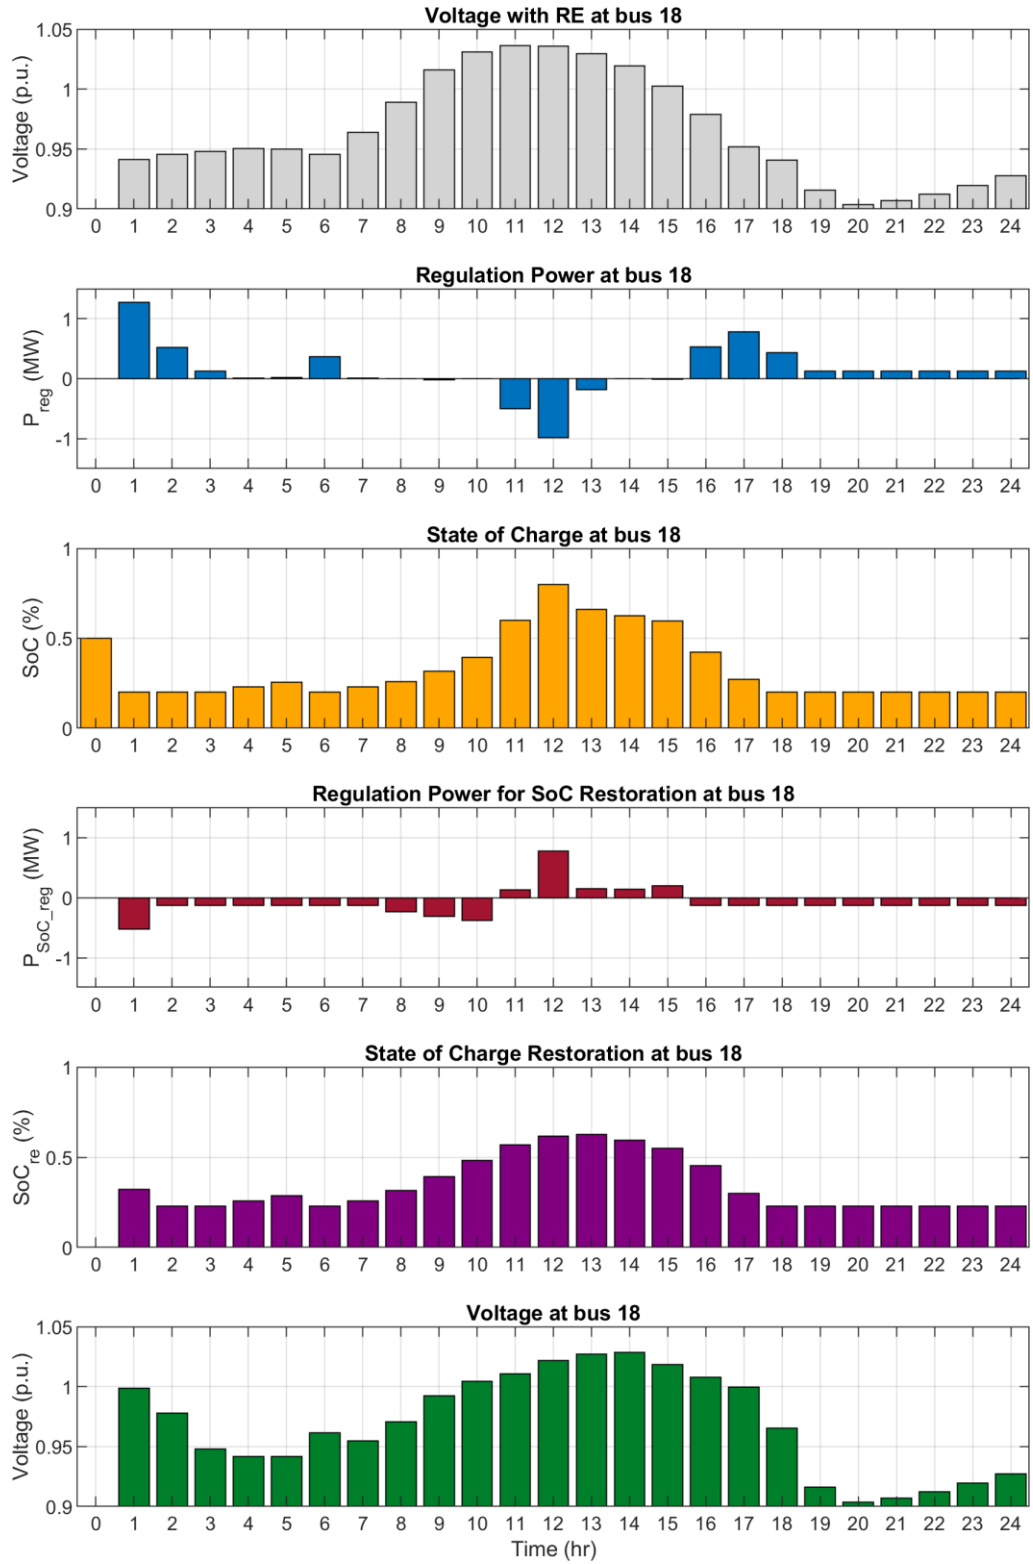 Voltage with RE at bus 18
Voltage (p.u.)
1.05
1
0.95
0.9
0 1 2 3 4 5 6 7 8 9 10 11 12 13 14 15 16 17 18 19 20 21 22 23 24
Regulation Power at bus 18
P_reg (MW)
1
0
-1
0 1 2 3 4 5 6 7 8 9 10 11 12 13 14 15 16 17 18 19 20 21 22 23 24
State of Charge at bus 18
SoC (%)
1
0.5
0
0 1 2 3 4 5 6 7 8 9 10 11 12 13 14 15 16 17 18 19 20 21 22 23 24
Regulation Power for SoC Restoration at bus 18
P_SoC_reg (MW)
1
0
-1
0 1 2 3 4 5 6 7 8 9 10 11 12 13 14 15 16 17 18 19 20 21 22 23 24
State of Charge Restoration at bus 18
SoC_re (%)
1
0.5
0
0 1 2 3 4 5 6 7 8 9 10 11 12 13 14 15 16 17 18 19 20 21 22 23 24
Voltage at bus 18
Voltage (p.u.)
1.05
1
0.95
0.9
0 1 2 3 4 5 6 7 8 9 10 11 12 13 14 15 16 17 18 19 20 21 22 23 24
Time (hr)